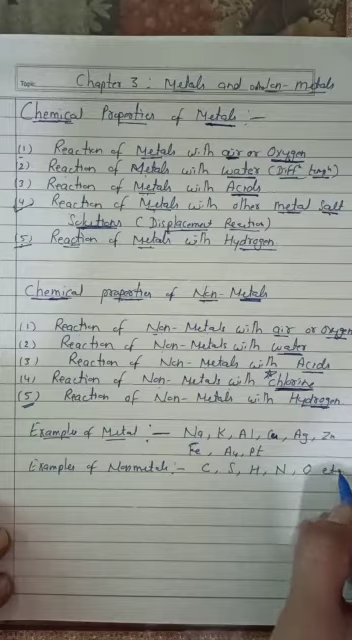 Topic Chapter 3: Metals and Non-metals
Chemical Properties of Metals:-
(1) Reaction of Metals with air or Oxygen
(2) Reaction of Metals with water (Diff temp)
(3) Reaction of Metals with Acids
(4) Reaction of Metals with other metal salt
Solutions (Displacement Reaction)
(5) Reaction of Metals with Hydrogen
Chemical properties of Non-Metals
(1) Reaction of Non-Metals with air or Oxygen
(2) Reaction of Non-Metals with water
(3) Reaction of Non-Metals with Acids
(4) Reaction of Non-Metals with chlorine
(5) Reaction of Non-Metals with Hydrogen
Examples of Metal :- Na, K, Al, Cu, Ag, Zn
Fe, Au, Pt
Examples of Nonmetals:- C, S, H, N, O etc